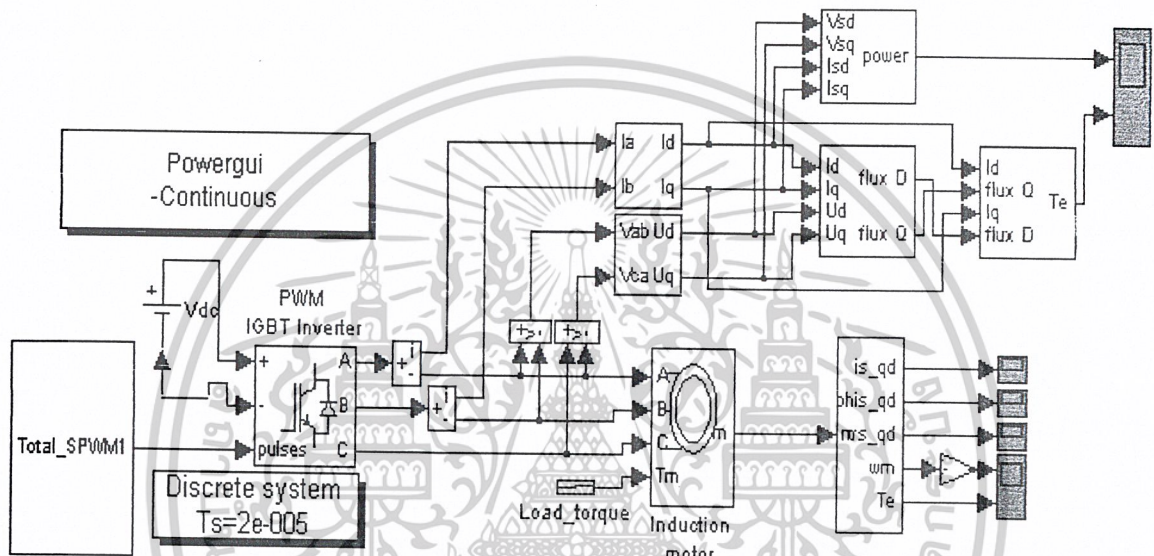 Vsd
Vsq
Isd
Isq
power
Powergui
-Continuous
Ia
Ib
Id
Iq
Vab
Vca
Ud
Uq
Id
Iq
Ud
Uq
flux D
flux Q
Id
flux Q
Iq
flux D
Te
+
Vdc
PWM
IGBT Inverter
+
-
pulses
A
B
C
+
i
-
+
i
-
Total_SPWM1
Discrete system
Ts=2e-005
Load_torque
A
B
C
Tm
m
Induction
motor
is_qd
phis_qd
wm
Te